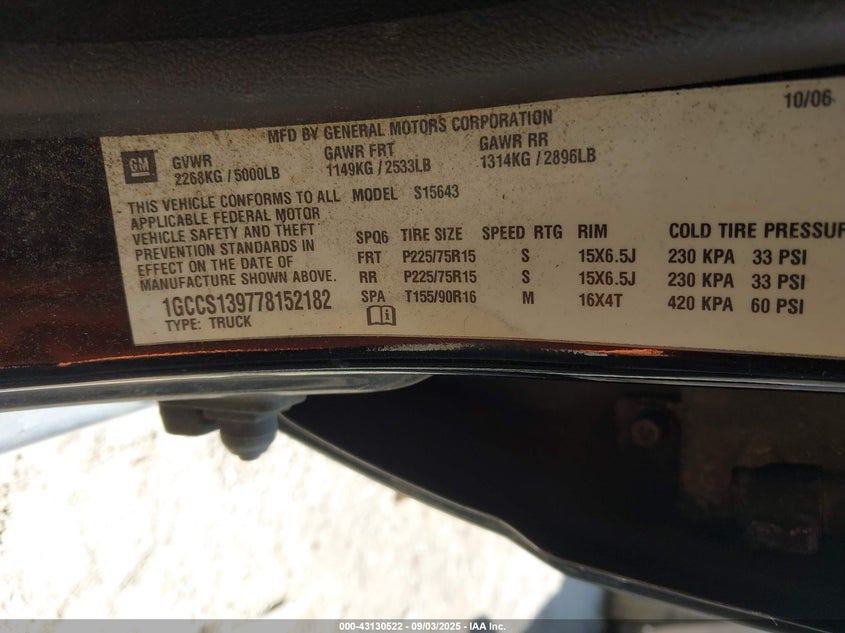 10/06
MFD BY GENERAL MOTORS CORPORATION
GM
GVWR GAWR FRT GAWR RR
2268KG / 5000LB 1149KG / 2533LB 1314KG / 2896LB
THIS VEHICLE CONFORMS TO ALL
APPLICABLE FEDERAL MOTOR
VEHICLE SAFETY AND THEFT
PREVENTION STANDARDS IN
EFFECT ON THE DATE OF
MANUFACTURE SHOWN ABOVE.
1GCCS139778152182
TYPE: TRUCK
MODEL S15643
SPQ6 TIRE SIZE SPEED RTG RIM COLD TIRE PRESSUR
FRT P225/75R15 S 15X6.5J 230 KPA 33 PSI
RR P225/75R15 S 15X6.5J 230 KPA 33 PSI
SPA T155/90R16 M 16X4T 420 KPA 60 PSI
000-43130522 - 09/03/2025 - IAA Inc.